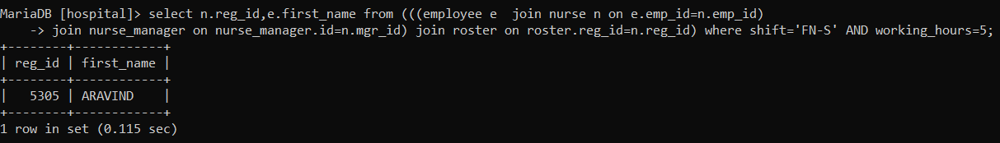 MariaDB [hospital]> select n.reg_id,e.first_name from (((employee e  join nurse n on e.emp_id=n.emp_id)
    -> join nurse_manager on nurse_manager.id=n.mgr_id) join roster on roster.reg_id=n.reg_id) where shift='FN-S' AND working_hours=5;
+--------+------------+
| reg_id | first_name |
+--------+------------+
|   5305 | ARAVIND    |
+--------+------------+
1 row in set (0.115 sec)